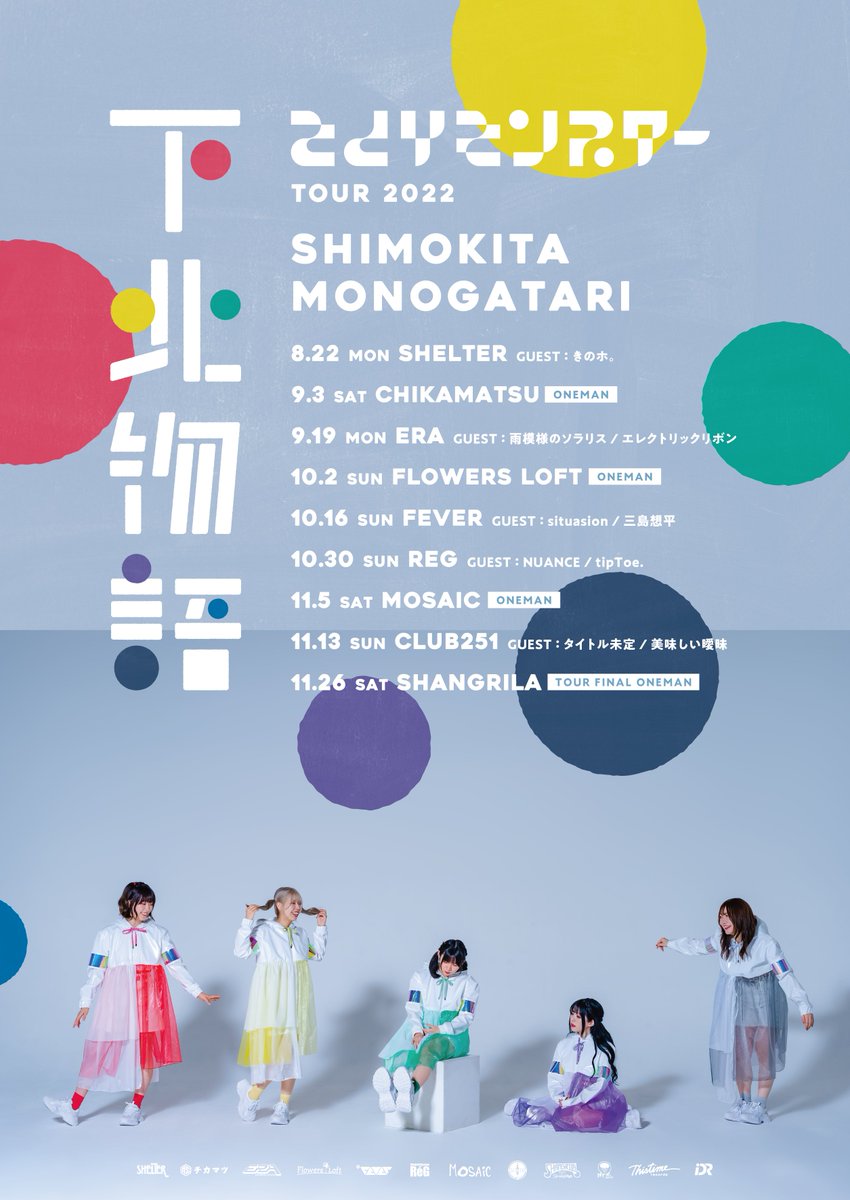 下北物語
さとりモンスター
TOUR 2022
SHIMOKITA
MONOGATARI
8.22 MON SHELTER GUEST : きのホ。
9.3 SAT CHIKAMATSU ONEMAN
9.19 MON ERA GUEST : 雨模様のソラリス / エレクトリックリボン
10.2 SUN FLOWERS LOFT ONEMAN
10.16 SUN FEVER GUEST : situasion / 三島想平
10.30 SUN REG GUEST : NUANCE / tipToe.
11.5 SAT MOSAIC ONEMAN
11.13 SUN CLUB251 GUEST : タイトル未定 / 美味しい曖昧
11.26 SAT SHANGRILA TOUR FINAL ONEMAN
SHELTER チカマツ Flowers Loft ReG MOSAiC Thistime iDR